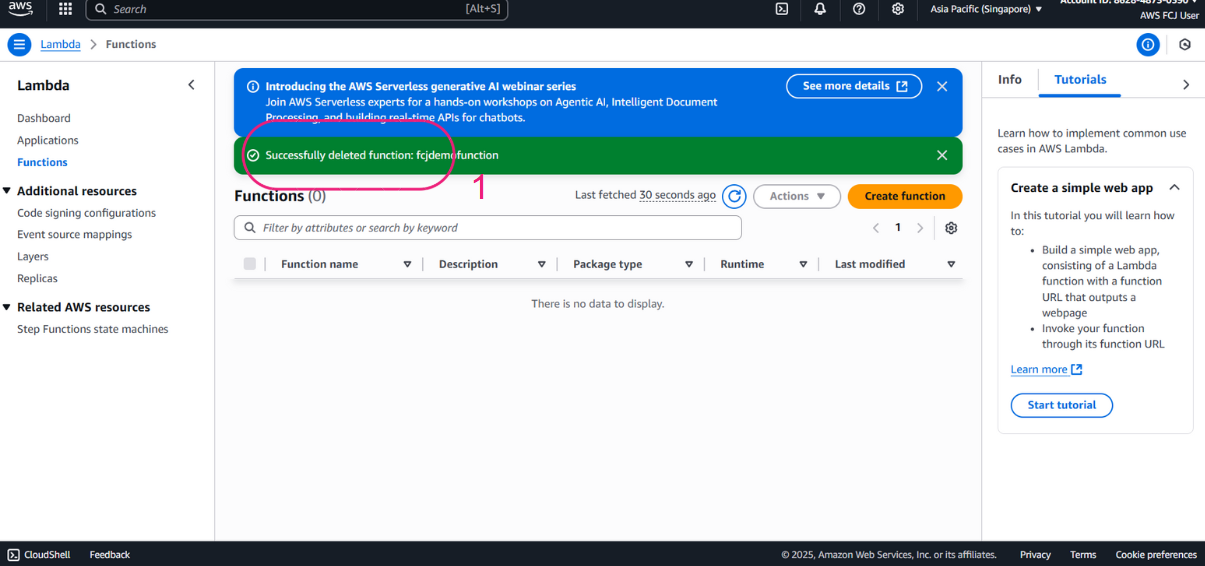 aws
Search
[Alt+S]
Asia Pacific (Singapore)
AWS FCJ User
Lambda
Functions
Lambda
Dashboard
Applications
Functions
Additional resources
Code signing configurations
Event source mappings
Layers
Replicas
Related AWS resources
Step Functions state machines
Introducing the AWS Serverless generative AI webinar series
Join AWS Serverless experts for a hands-on workshops on Agentic AI, Intelligent Document
Processing, and building real-time APIs for chatbots.
See more details
Successfully deleted function: fcjdemofunction
1
Functions (0)
Last fetched 30 seconds ago
Actions
Create function
Filter by attributes or search by keyword
1
Function name
Description
Package type
Runtime
Last modified
There is no data to display.
Info
Tutorials
Learn how to implement common use
cases in AWS Lambda.
Create a simple web app
In this tutorial you will learn how
to:
• Build a simple web app,
consisting of a Lambda
function with a function
URL that outputs a
webpage
• Invoke your function
through its function URL
Learn more
Start tutorial
CloudShell
Feedback
© 2025, Amazon Web Services, Inc. or its affiliates.
Privacy
Terms
Cookie preferences